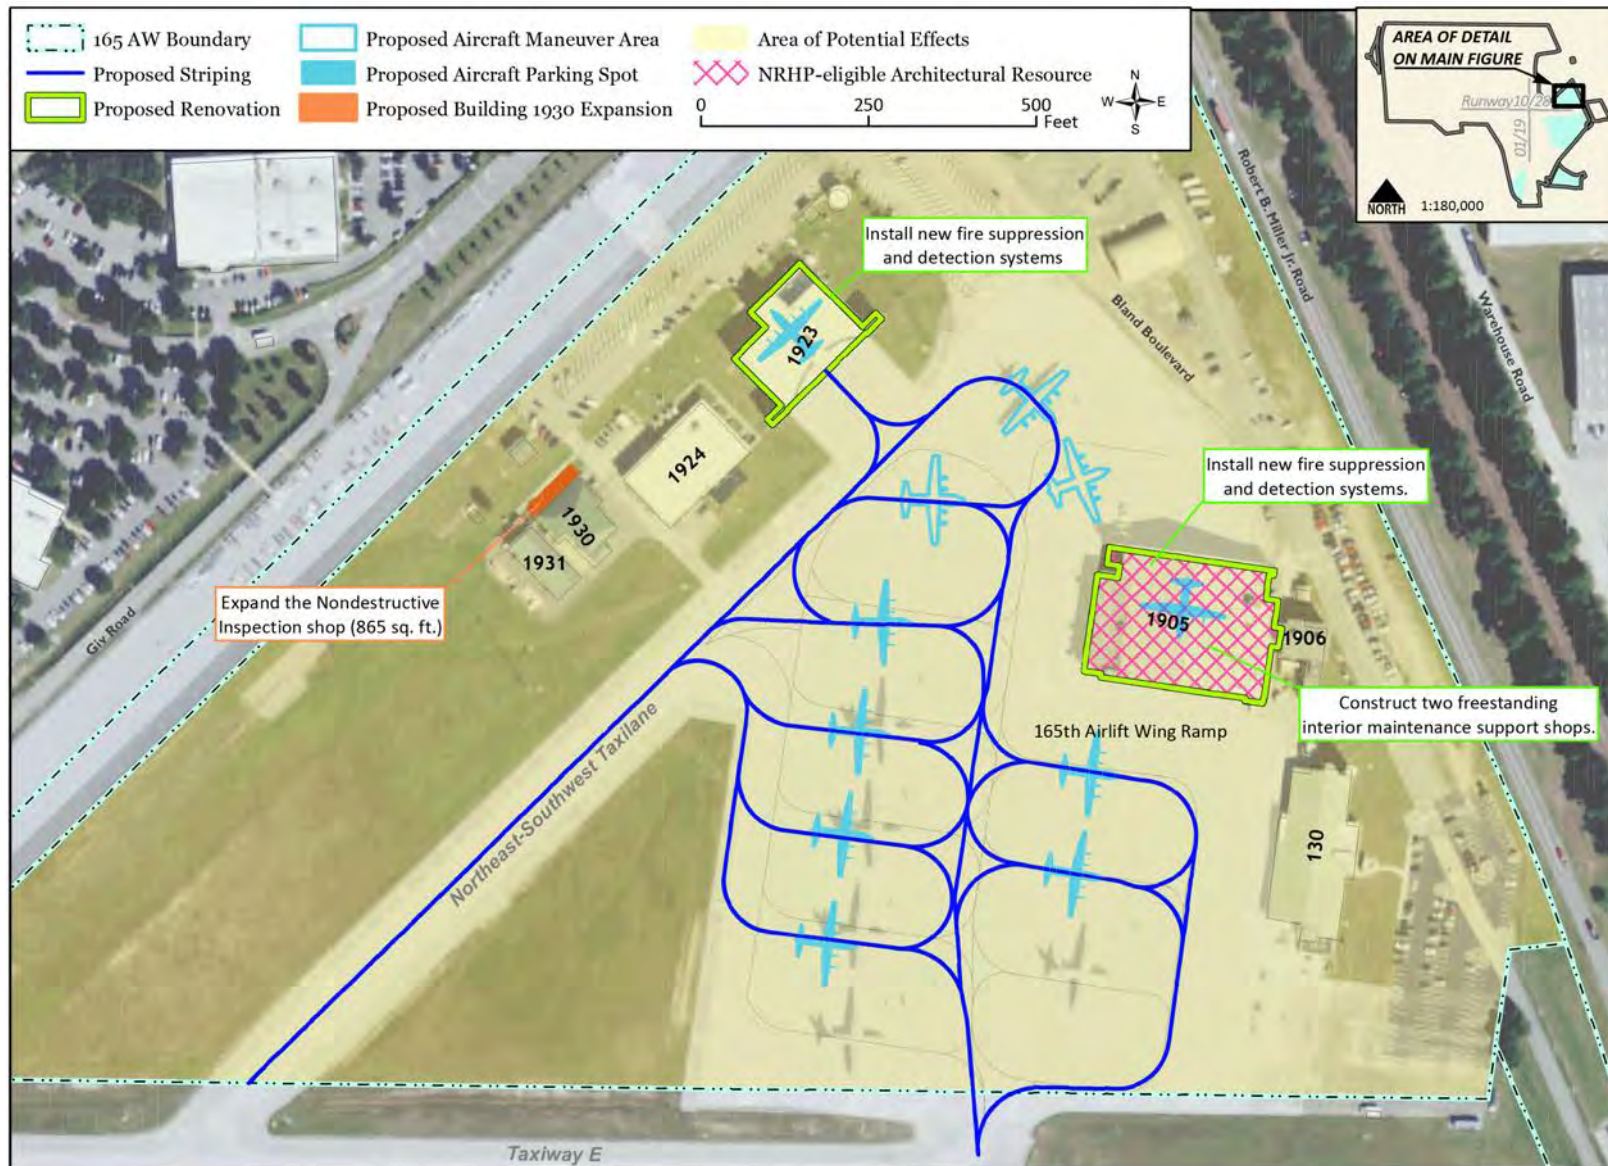 165 AW Boundary
Proposed Striping
Proposed Renovation
Proposed Aircraft Maneuver Area
Proposed Aircraft Parking Spot
Proposed Building 1930 Expansion
Area of Potential Effects
NRHP-eligible Architectural Resource
0 250 500
Feet
N
W E
S
AREA OF DETAIL
ON MAIN FIGURE
Runway10/28
01/19
NORTH
1:180,000
Install new fire suppression
and detection systems
Robert B. Miller Jr. Road
Warehouse Road
Bland Boulevard
1923
1924
1930
1931
Expand the Nondestructive
Inspection shop (865 sq. ft.)
Giv Road
Install new fire suppression
and detection systems.
1905
1906
Construct two freestanding
interior maintenance support shops.
165th Airlift Wing Ramp
Northeast-Southwest Taxilane
130
Taxiway E